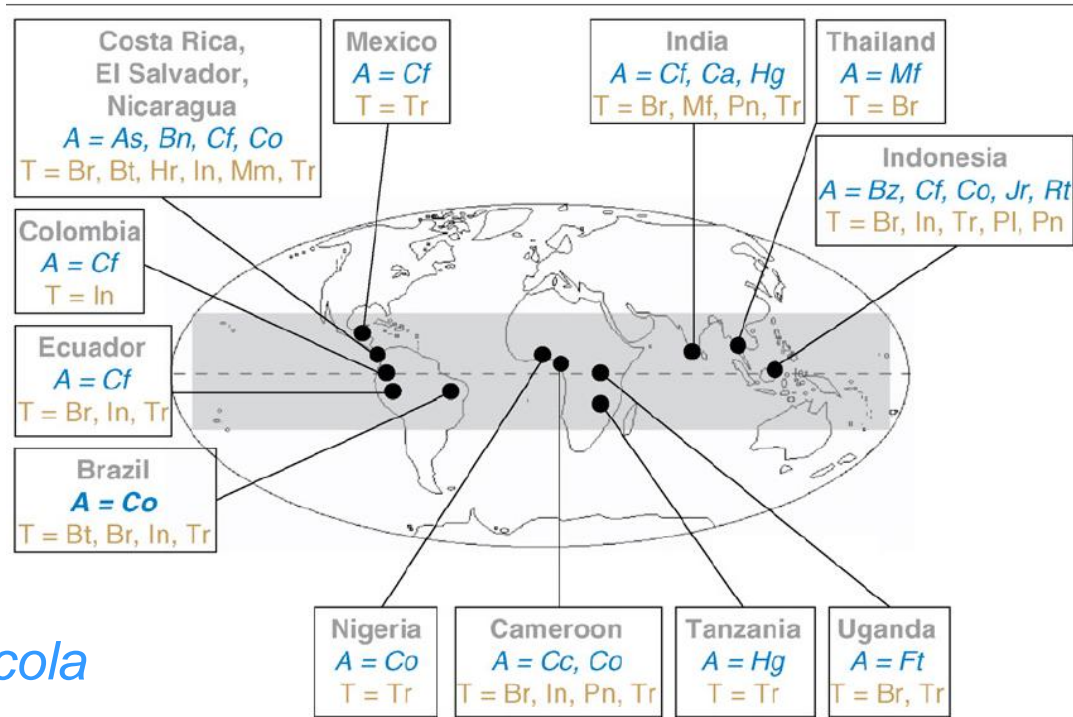 Costa Rica,
El Salvador,
Nicaragua
A = As, Bn, Cf, Co
T = Br, Bt, Hr, In, Mm, Tr
Mexico
A = Cf
T = Tr
India
A = Cf, Ca, Hg
T = Br, Mf, Pn, Tr
Thailand
A = Mf
T = Br
Indonesia
A = Bz, Cf, Co, Jr, Rt
T = Br, In, Tr, Pl, Pn
Colombia
A = Cf
T = In
Ecuador
A = Cf
T = Br, In, Tr
Brazil
A = Co
T = Bt, Br, In, Tr
Nigeria
A = Co
T = Tr
Cameroon
A = Cc, Co
T = Br, In, Pn, Tr
Tanzania
A = Hg
T = Tr
Uganda
A = Ft
T = Br, Tr
cola